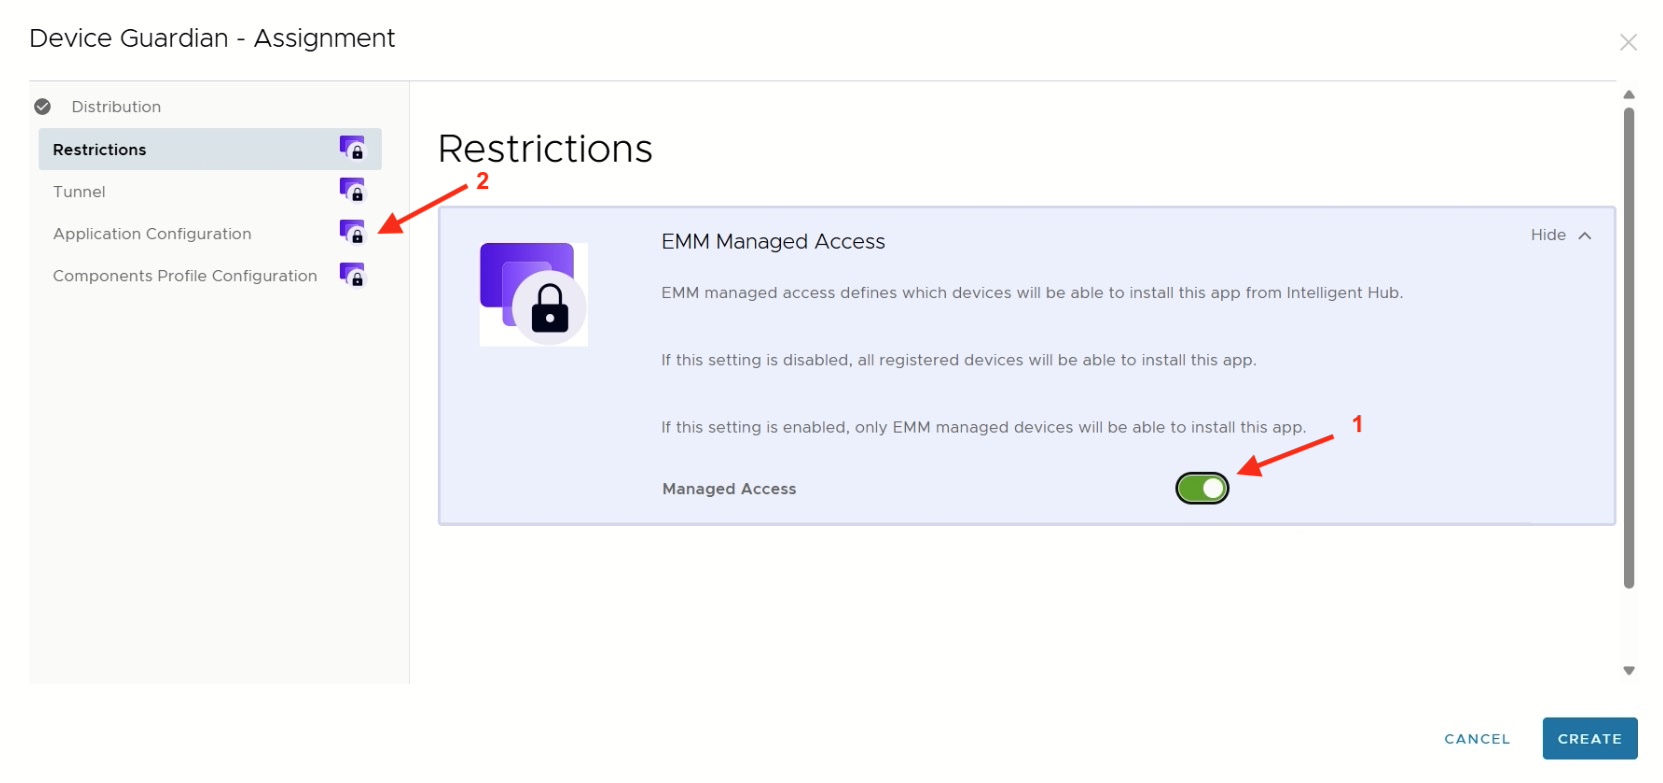 Device Guardian - Assignment
Distribution
Restrictions
Tunnel
Application Configuration
Components Profile Configuration
Restrictions
2
EMM Managed Access
Hide
EMM managed access defines which devices will be able to install this app from Intelligent Hub.
If this setting is disabled, all registered devices will be able to install this app.
If this setting is enabled, only EMM managed devices will be able to install this app.
1
Managed Access
CANCEL
CREATE